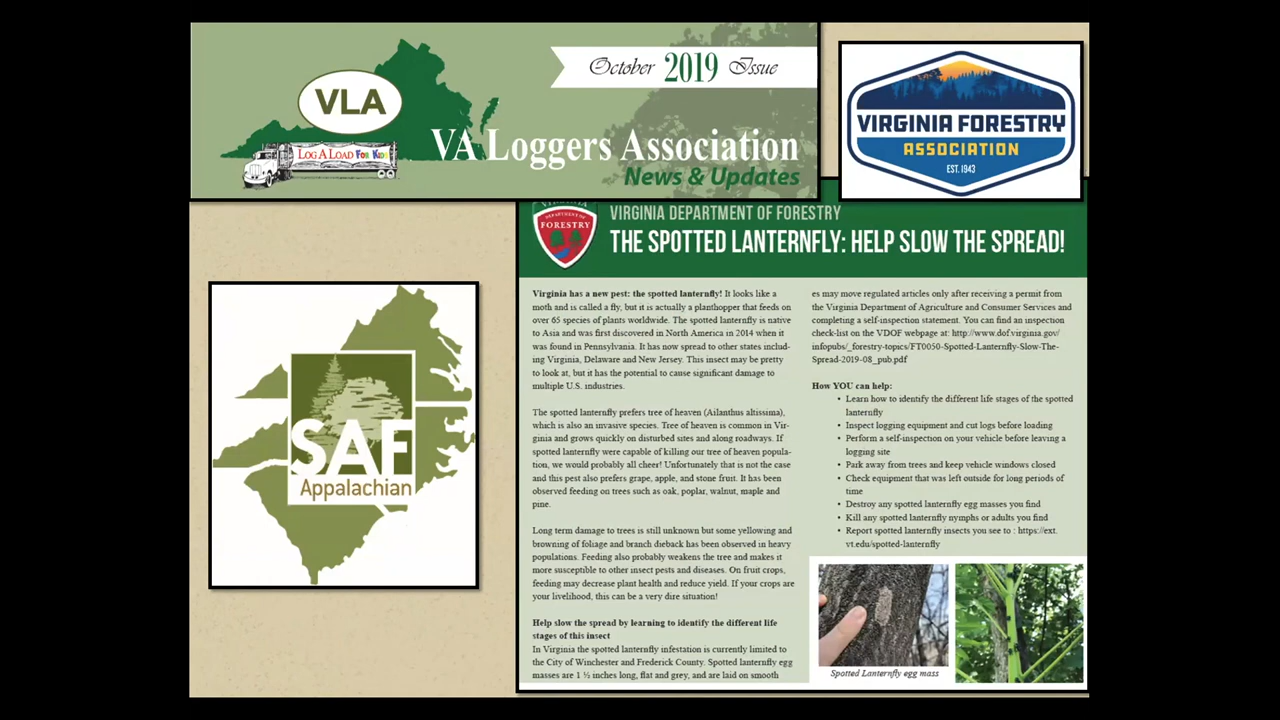 October 2019 Issue
VLA
LOG A LOAD FOR KIDS
VA Loggers Association
News & Updates
VIRGINIA FORESTRY
ASSOCIATION
EST. 1943
SAF
Appalachian
VIRGINIA
DEPARTMENT OF
FORESTRY
VIRGINIA DEPARTMENT OF FORESTRY
THE SPOTTED LANTERNFLY: HELP SLOW THE SPREAD!
Virginia has a new pest: the spotted lanternfly! It looks like a
moth and is called a fly, but it is actually a planthopper that feeds on
over 65 species of plants worldwide. The spotted lanternfly is native
to Asia and was first discovered in North America in 2014 when it
was found in Pennsylvania. It has now spread to other states includ-
ing Virginia, Delaware and New Jersey. This insect may be pretty
to look at, but it has the potential to cause significant damage to
multiple U.S. industries.
The spotted lanternfly prefers tree of heaven (Ailanthus altissima),
which is also an invasive species. Tree of heaven is common in Vir-
ginia and grows quickly on disturbed sites and along roadways. If
spotted lanternfly were capable of killing our tree of heaven popula-
tion, we would probably all cheer! Unfortunately that is not the case
and this pest also prefers grape, apple, and stone fruit. It has been
observed feeding on trees such as oak, poplar, walnut, maple and
pine.
Long term damage to trees is still unknown but some yellowing and
browning of foliage and branch dieback has been observed in heavy
populations. Feeding also probably weakens the tree and makes it
more susceptible to other insect pests and diseases. On fruit crops,
feeding may decrease plant health and reduce yield. If your crops are
your livelihood, this can be a very dire situation!
Help slow the spread by learning to identify the different life
stages of this insect
In Virginia the spotted lanternfly infestation is currently limited to
the City of Winchester and Frederick County. Spotted lanternfly egg
masses are 1 ½ inches long, flat and grey, and are laid on smooth
es may move regulated articles only after receiving a permit from
the Virginia Department of Agriculture and Consumer Services and
completing a self-inspection statement. You can find an inspection
check-list on the VDOF webpage at: http://www.dof.virginia.gov/
infopubs/_forestry-topics/FT0050-Spotted-Lanternfly-Slow-The-
Spread-2019-08_pub.pdf
How YOU can help:
• Learn how to identify the different life stages of the spotted
lanternfly
• Inspect logging equipment and cut logs before loading
• Perform a self-inspection on your vehicle before leaving a
logging site
• Park away from trees and keep vehicle windows closed
• Check equipment that was left outside for long periods of
time
• Destroy any spotted lanternfly egg masses you find
• Kill any spotted lanternfly nymphs or adults you find
• Report spotted lanternfly insects you see to : https://ext.
vt.edu/spotted-lanternfly
Spotted Lanternfly egg mass